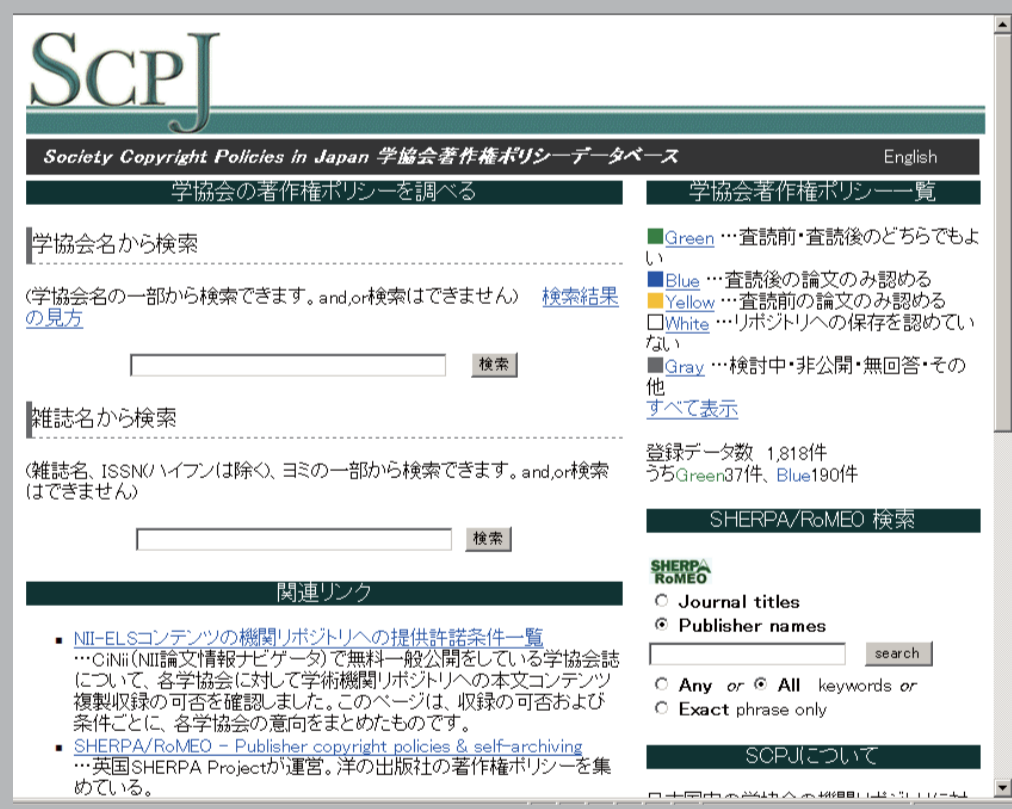 SCPJ
Society Copyright Policies in Japan 学協会著作権ポリシーデータベース
English
学協会の著作権ポリシーを調べる
学協会名から検索
(学協会名の一部から検索できます。and,or検索はできません) 検索結果
の見方
検索
雑誌名から検索
(雑誌名、ISSN(ハイフンは除く)、ヨミの一部から検索できます。and,or検索
はできません)
検索
関連リンク
NII-ELSコンテンツの機関リポジトリへの提供許諾条件一覧
…CiNii(NII論文情報ナビゲータ)で無料一般公開をしている学協会誌
について、各学協会に対して学術機関リポジトリへの本文コンテンツ
複製収録の可否を確認しました。このページは、収録の可否および
条件ごとに、各学協会の意向をまとめたものです。
SHERPA/RoMEO - Publisher copyright policies & self-archiving
…英国SHERPA Projectが運営。洋の出版社の著作権ポリシーを集
めている。
学協会著作権ポリシー一覧
Green …査読前・査読後のどちらでもよ
い
Blue …査読後の論文のみ認める
Yellow …査読前の論文のみ認める
White …リポジトリへの保存を認めてい
ない
Gray …検討中・非公開・無回答・その
他
すべて表示
登録データ数 1,818件
うちGreen37件、Blue190件
SHERPA/RoMEO 検索
SHERPA
RoMEO
Journal titles
Publisher names
search
Any or All keywords or
Exact phrase only
SCPJについて